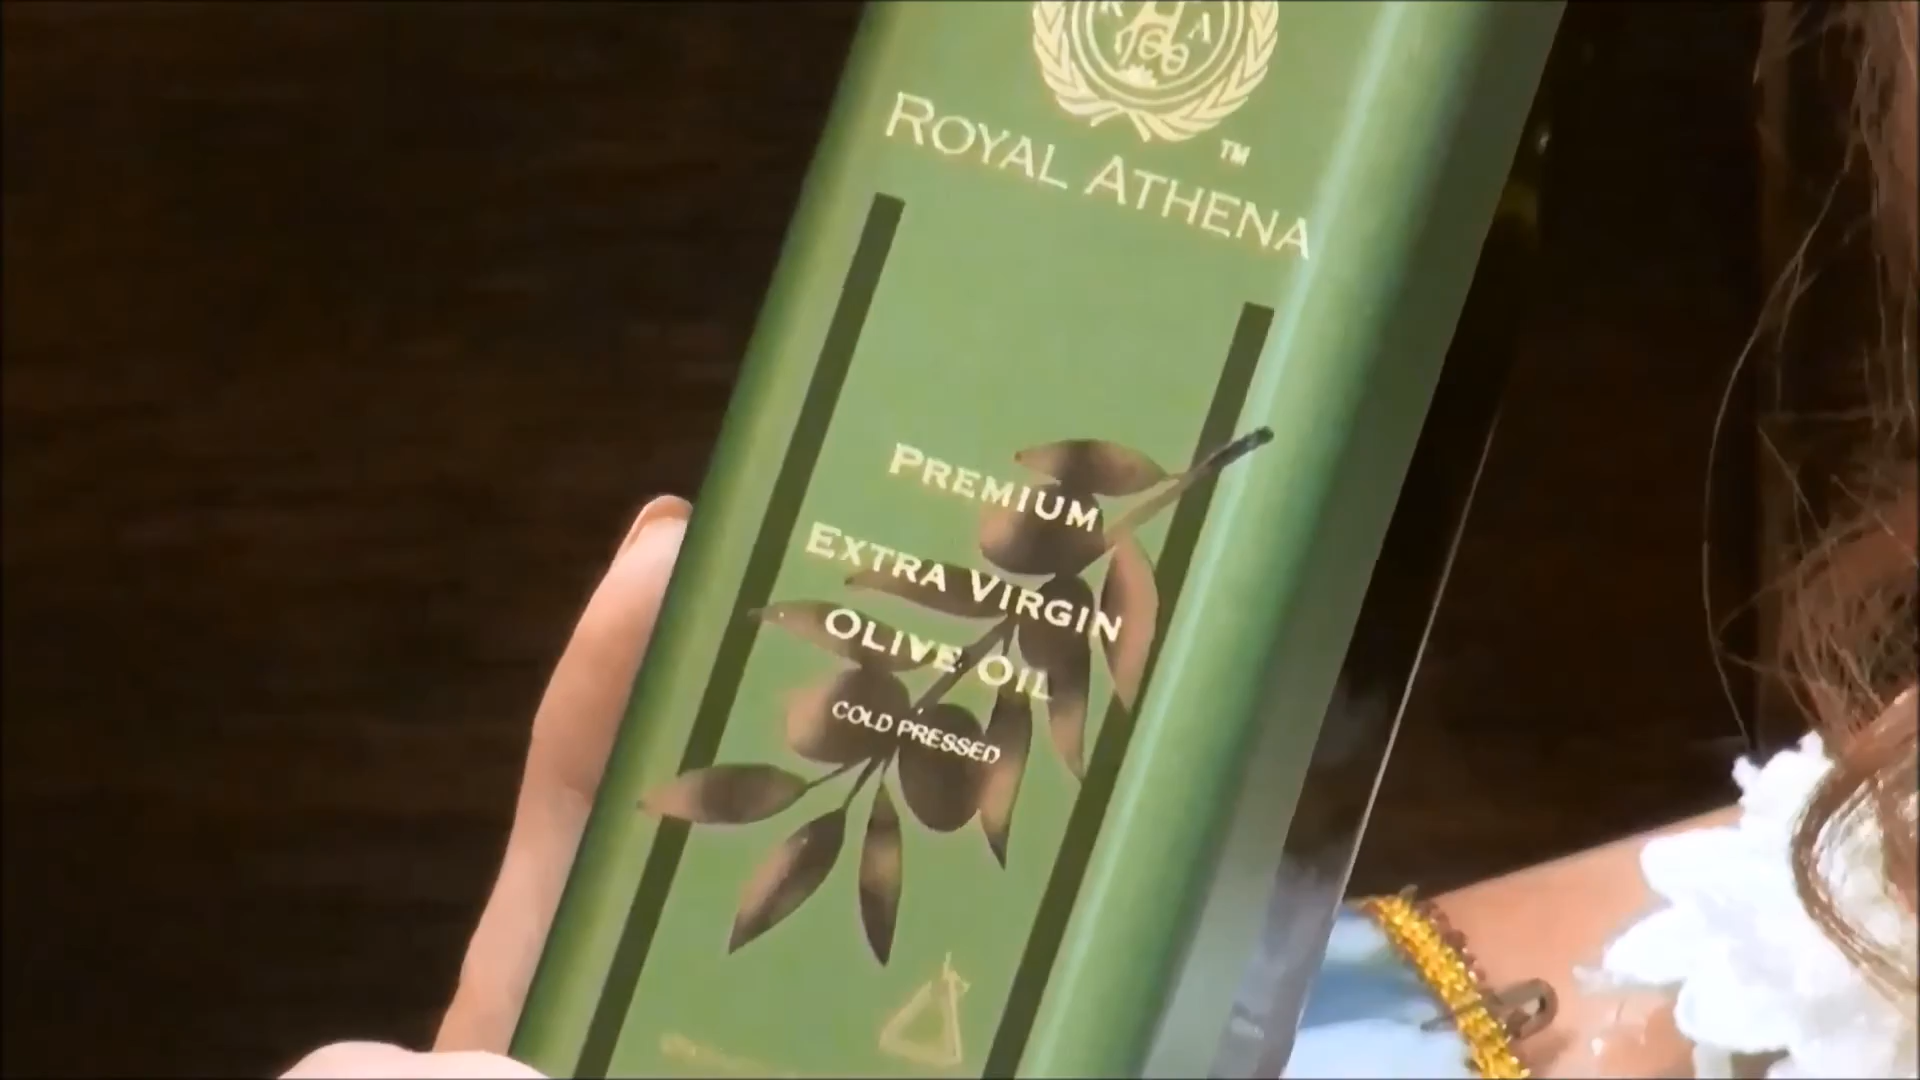 ROYAL ATHENA
TM
PREMIUM
EXTRA VIRGIN
OLIVE OIL
COLD PRESSED